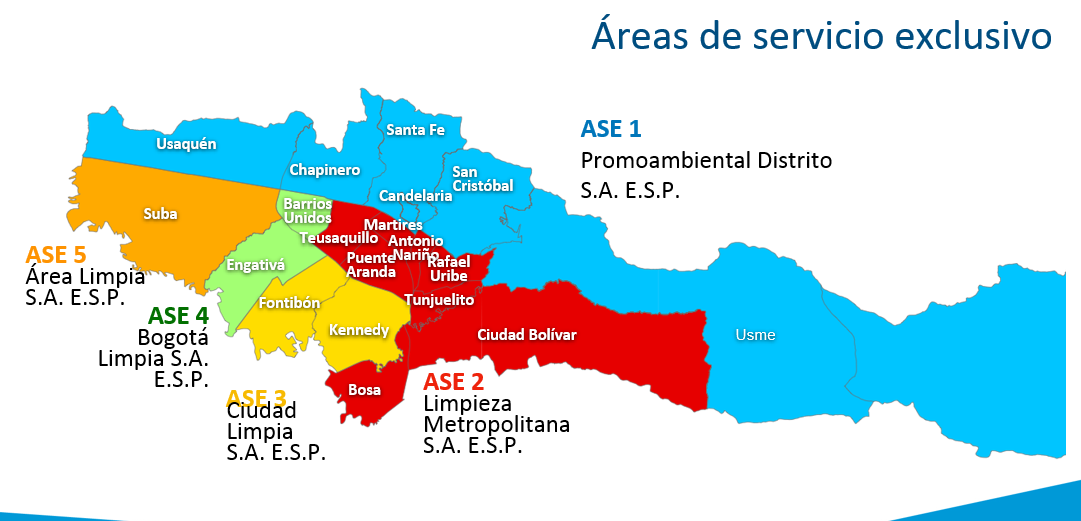 Áreas de servicio exclusivo
Santa Fe
Usaquén
Chapinero
San
Cristóbal
Candelaria
ASE 1
Promoambiental Distrito
S.A. E.S.P.
Suba
Barrios
Unidos
Teusaquillo
Martires
Antonio
Nariño
Puente
Aranda
Rafael
Uribe
Engativá
Fontibón
Tunjuelito
Kennedy
Ciudad Bolívar
Usme
Bosa
ASE 5
Área Limpia
S.A. E.S.P.
ASE 4
Bogotá
Limpia S.A.
E.S.P.
ASE 3
Ciudad
Limpia
S.A. E.S.P.
ASE 2
Limpieza
Metropolitana
S.A. E.S.P.